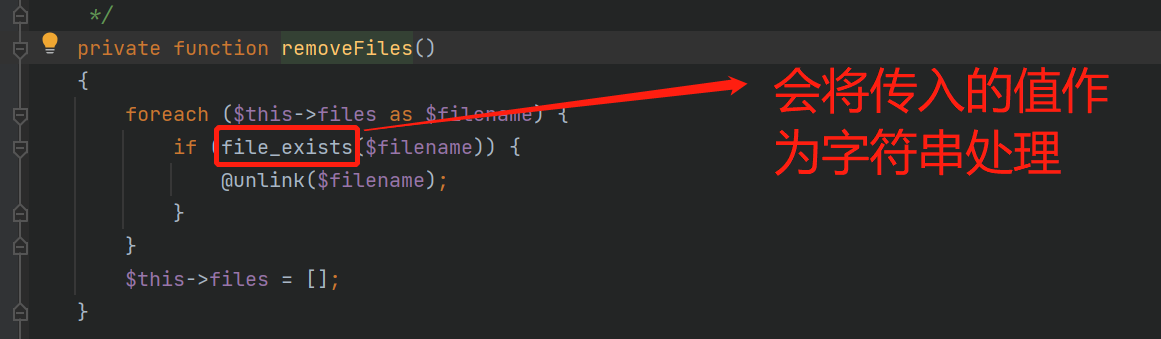 */
private function removeFiles()
{
foreach ($this->files as $filename) {
if (file_exists($filename)) {
@unlink($filename);
}
}
$this->files = [];
}
会将传入的值作
为字符串处理